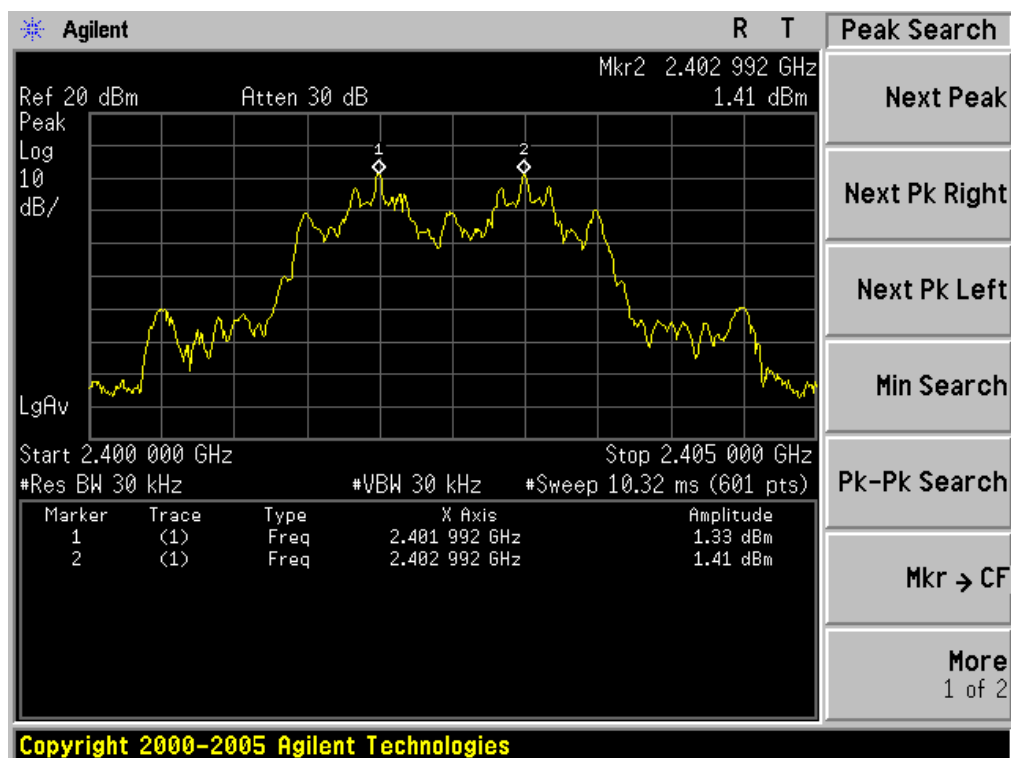 Agilent R T Peak Search
Mkr2 2.402 992 GHz
Ref 20 dBm Atten 30 dB 1.41 dBm
Peak
Log
10
dB/
1 2
LgAv
Start 2.400 000 GHz Stop 2.405 000 GHz
#Res BW 30 kHz #VBW 30 kHz #Sweep 10.32 ms (601 pts)
Marker Trace Type X Axis Amplitude
1 (1) Freq 2.401 992 GHz 1.33 dBm
2 (1) Freq 2.402 992 GHz 1.41 dBm
Next Peak
Next Pk Right
Next Pk Left
Min Search
Pk-Pk Search
Mkr → CF
More
1 of 2
Copyright 2000-2005 Agilent Technologies